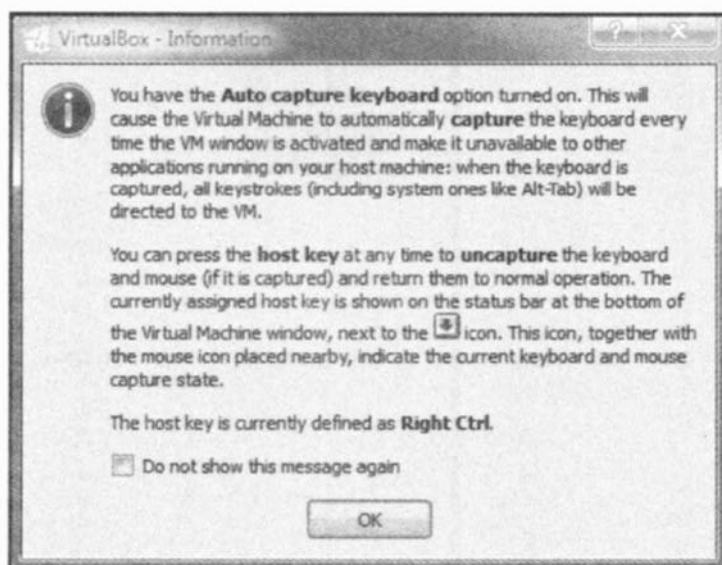 VirtualBox - Information
You have the Auto capture keyboard option turned on. This will
cause the Virtual Machine to automatically capture the keyboard every
time the VM window is activated and make it unavailable to other
applications running on your host machine: when the keyboard is
captured, all keystrokes (including system ones like Alt-Tab) will be
directed to the VM.
You can press the host key at any time to uncapture the keyboard
and mouse (if it is captured) and return them to normal operation. The
currently assigned host key is shown on the status bar at the bottom of
the Virtual Machine window, next to the icon. This icon, together with
the mouse icon placed nearby, indicate the current keyboard and mouse
capture state.
The host key is currently defined as Right Ctrl.
Do not show this message again
OK